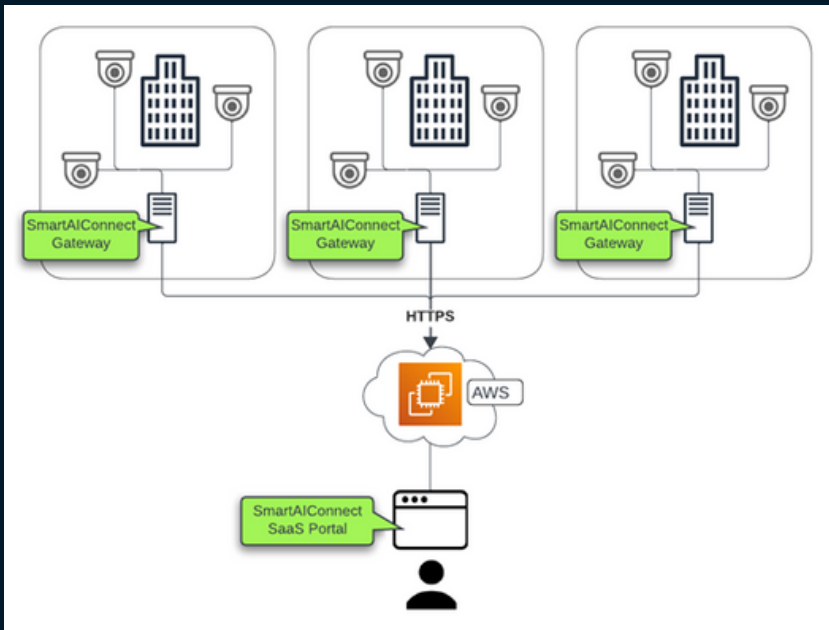 SmartAIConnect
Gateway
SmartAIConnect
Gateway
SmartAIConnect
Gateway
HTTPS
AWS
SmartAIConnect
SaaS Portal